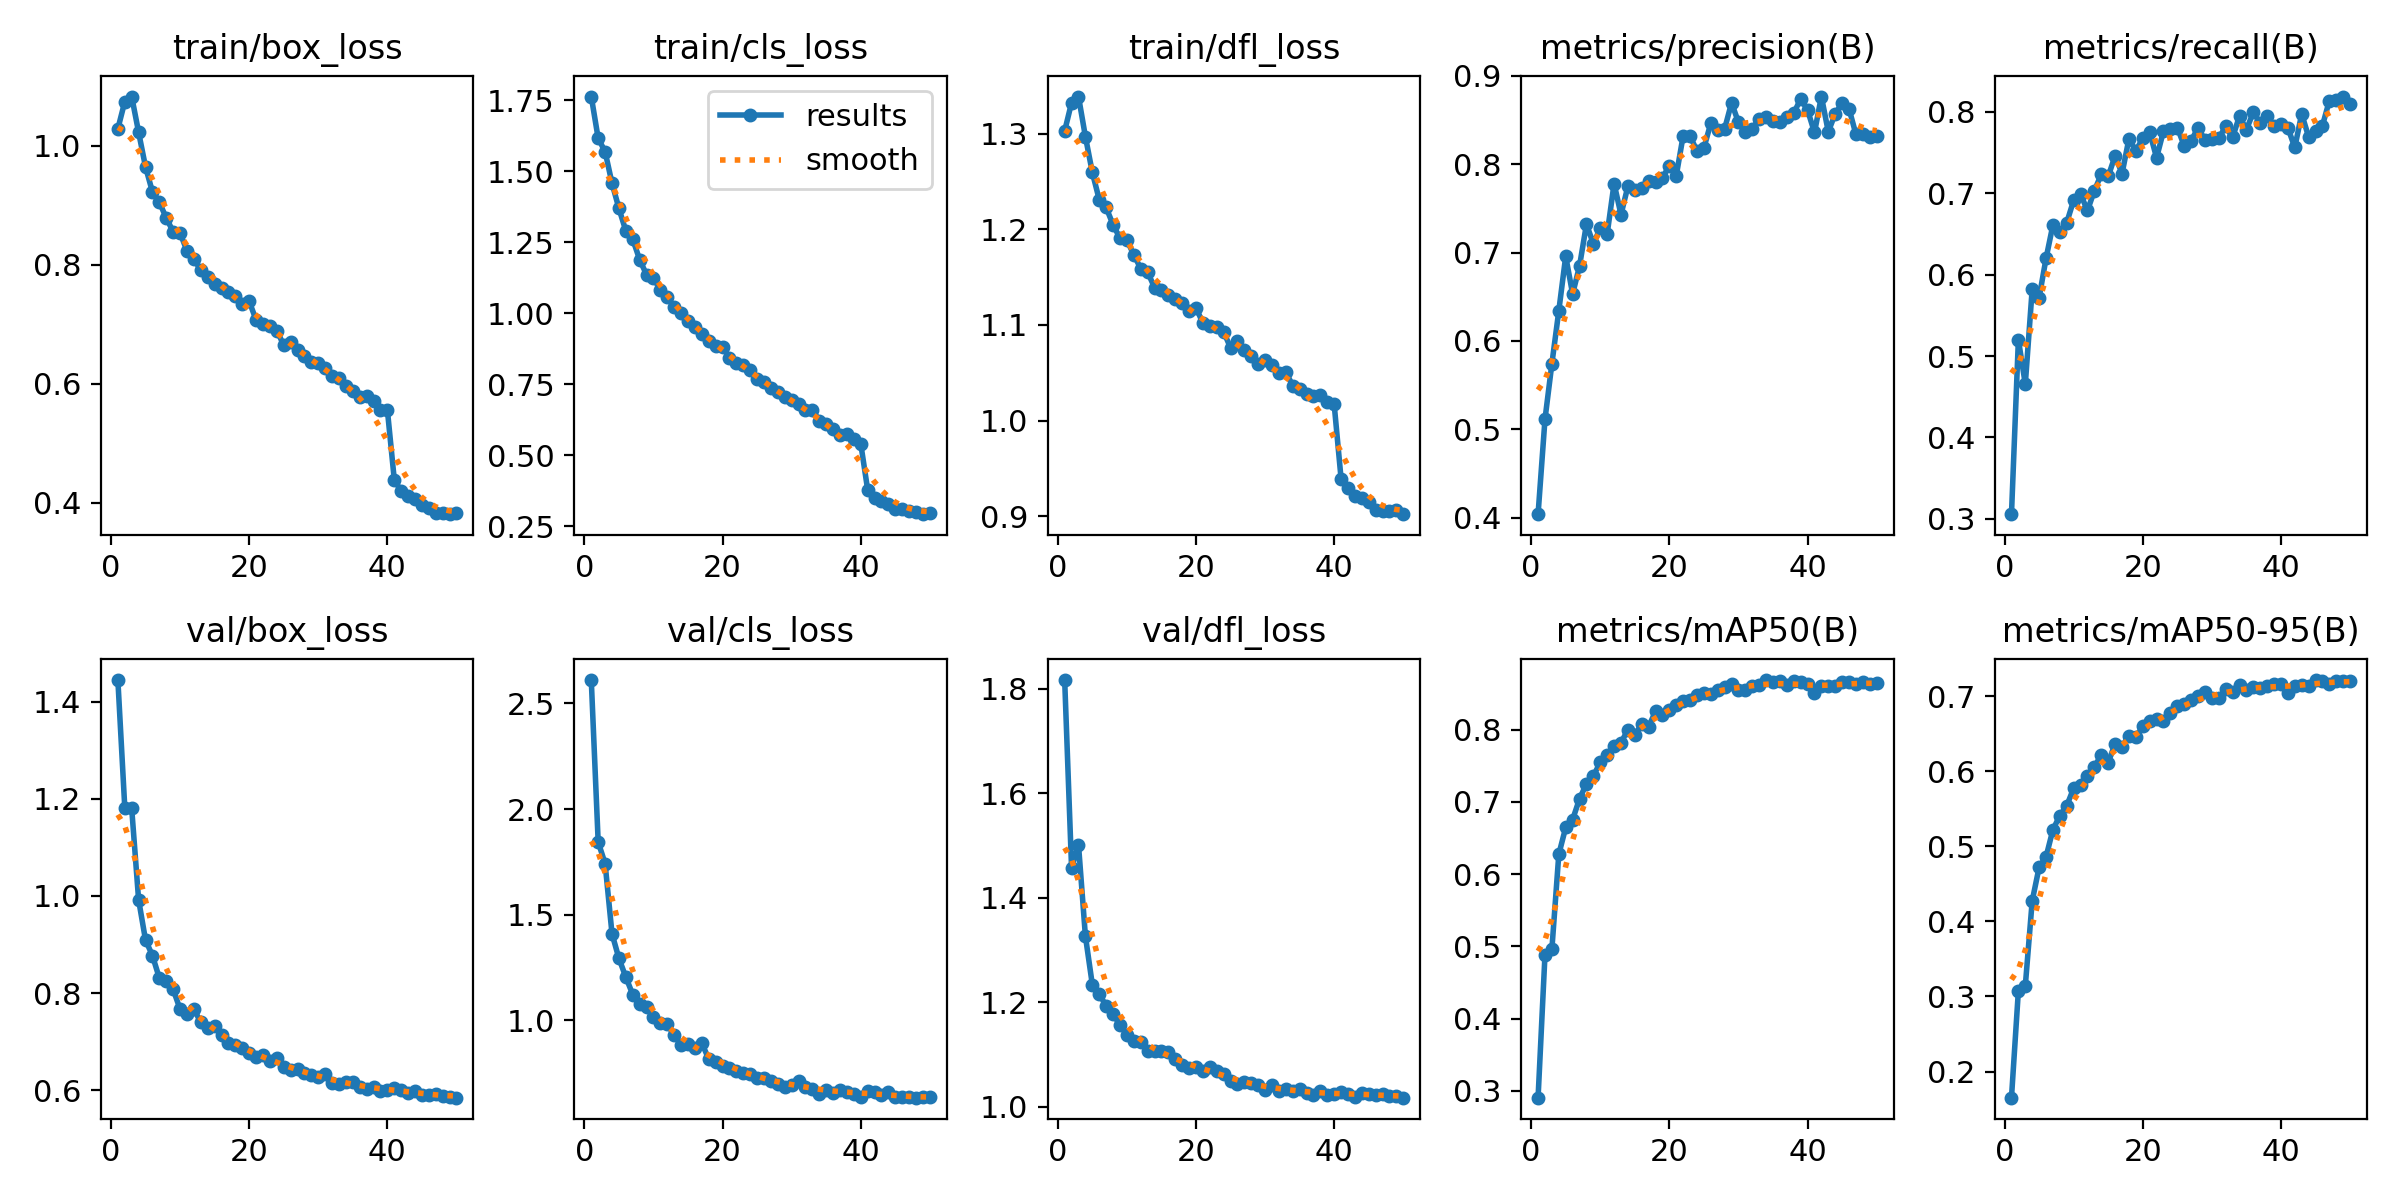 train/box_loss
1.0
0.8
0.6
0.4
0 20 40
train/cls_loss
results
smooth
1.75
1.50
1.25
1.00
0.75
0.50
0.25
0 20 40
train/dfl_loss
1.3
1.2
1.1
1.0
0.9
0 20 40
metrics/precision(B)
0.9
0.8
0.7
0.6
0.5
0.4
0 20 40
metrics/recall(B)
0.8
0.7
0.6
0.5
0.4
0.3
0 20 40
val/box_loss
1.4
1.2
1.0
0.8
0.6
0 20 40
val/cls_loss
2.5
2.0
1.5
1.0
0 20 40
val/dfl_loss
1.8
1.6
1.4
1.2
1.0
0 20 40
metrics/mAP50(B)
0.8
0.7
0.6
0.5
0.4
0.3
0 20 40
metrics/mAP50-95(B)
0.7
0.6
0.5
0.4
0.3
0.2
0 20 40